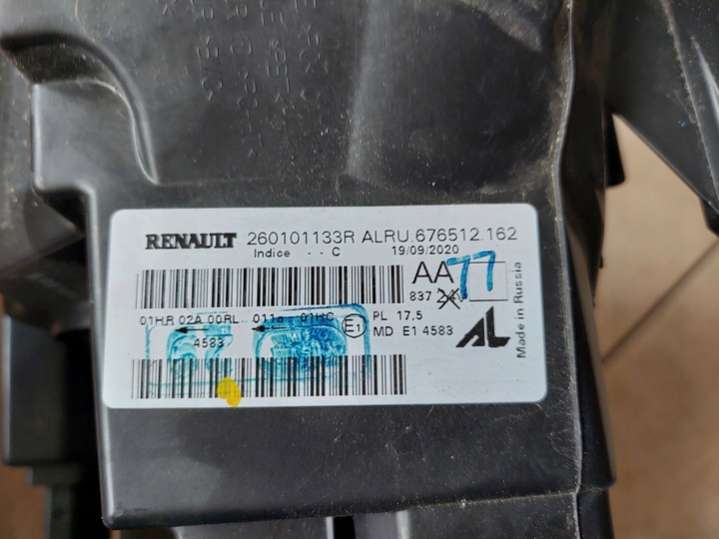 RENAULT 260101133R ALRU.676512.162
Indice - - C 19/09/2020
AA 77
837
01HR 02A 00RL 011a 01HC E1 PL 17.5
4583 MD E1 4583
AL
Made in Russia